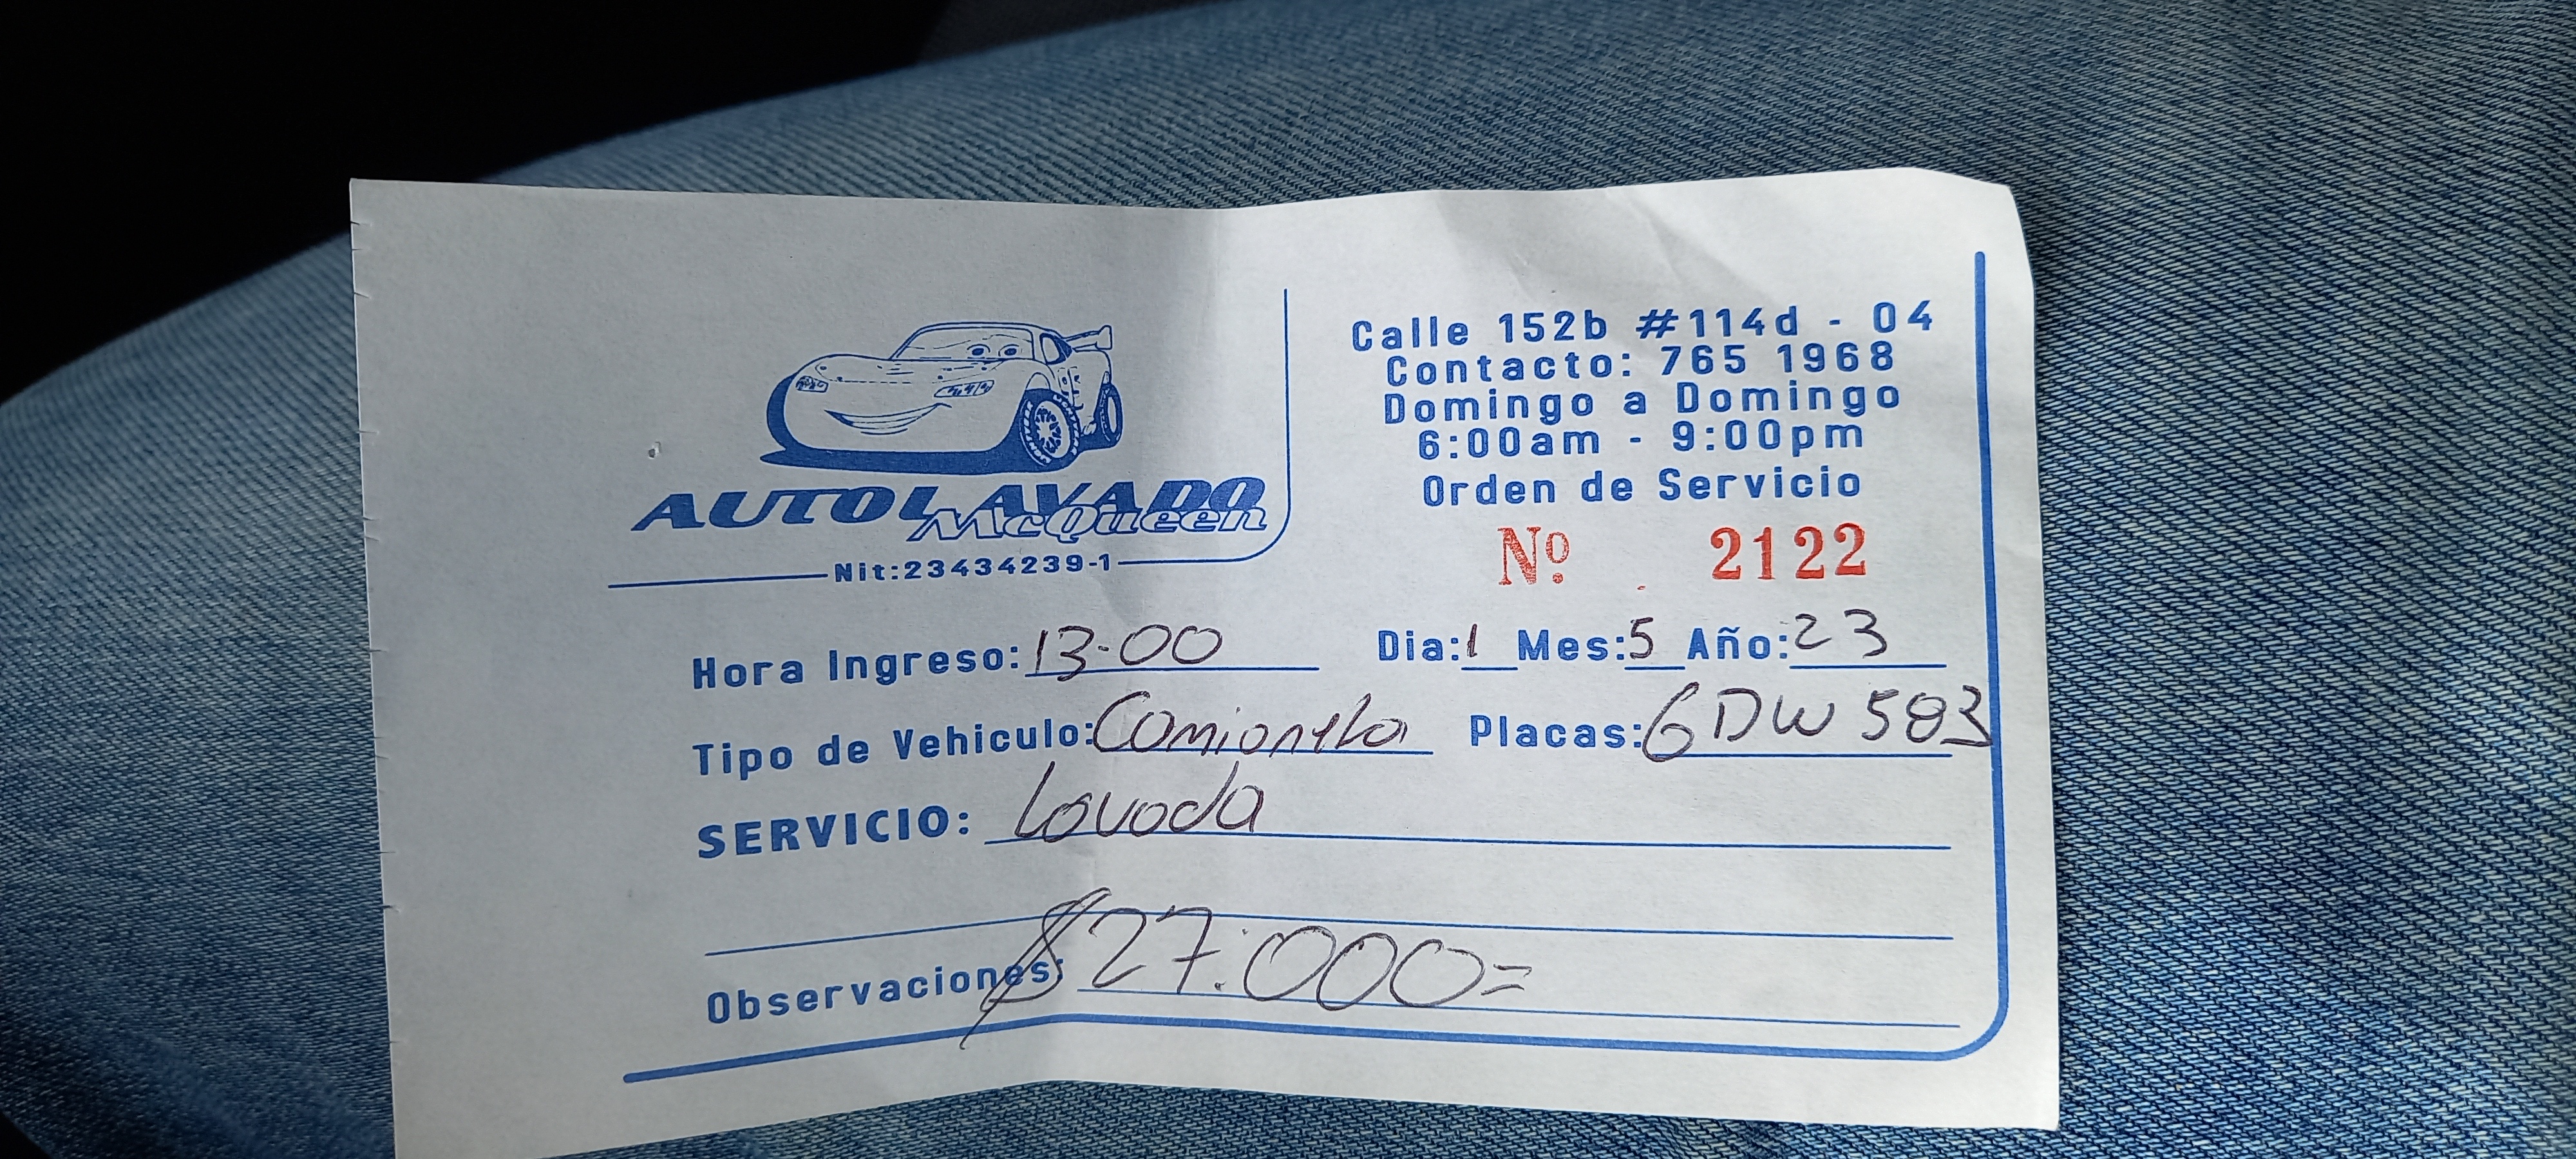 AUTOLAVADO
McQueen
Nit:23434239-1
Calle 152b #114d - 04
Contacto: 765 1968
Domingo a Domingo
6:00am - 9:00pm
Orden de Servicio
Nº 2122
Hora Ingreso: 13:00 Dia: 1 Mes: 5 Año: 23
Tipo de Vehiculo: Camioneta Placas: GDW 583
SERVICIO: Lavada
Observaciones: $27.000=